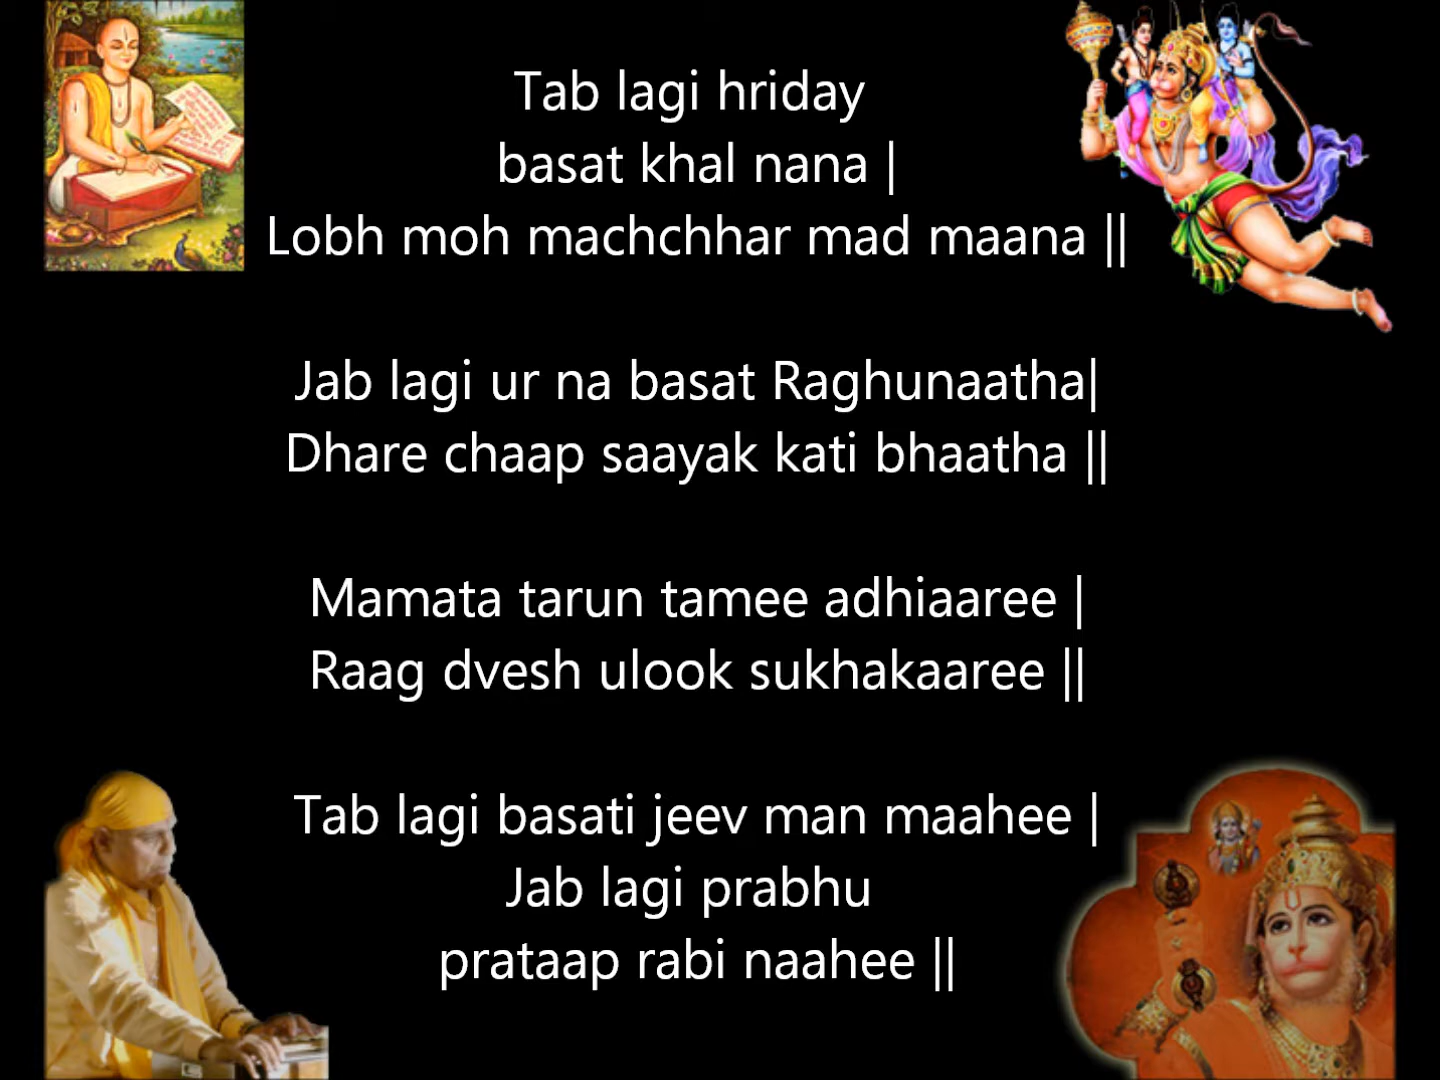 Tab lagi hriday
basat khal nana |
Lobh moh machchhar mad maana ||
Jab lagi ur na basat Raghunaatha|
Dhare chaap saayak kati bhaatha ||
Mamata tarun tamee adhiaaree |
Raag dvesh ulook sukhakaaree ||
Tab lagi basati jeev man maahee |
Jab lagi prabhu
prataap rabi naahee ||